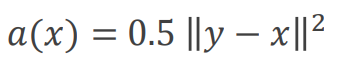 a(x) = 0.5 ‖y − x‖²